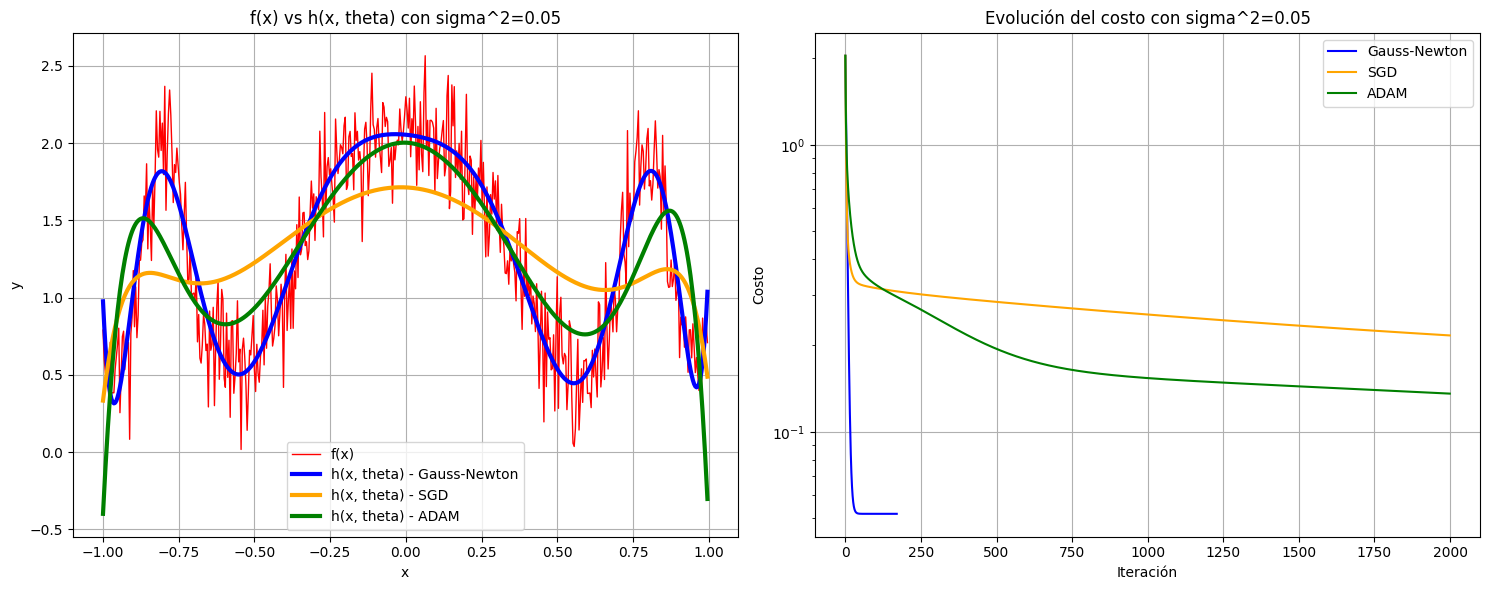 f(x) vs h(x, theta) con sigma^2=0.05
y
2.5
2.0
1.5
1.0
0.5
0.0
−0.5
f(x)
h(x, theta) - Gauss-Newton
h(x, theta) - SGD
h(x, theta) - ADAM
−1.00 −0.75 −0.50 −0.25 0.00 0.25 0.50 0.75 1.00
x
Evolución del costo con sigma^2=0.05
Costo
10^0
10^-1
Gauss-Newton
SGD
ADAM
0 250 500 750 1000 1250 1500 1750 2000
Iteración